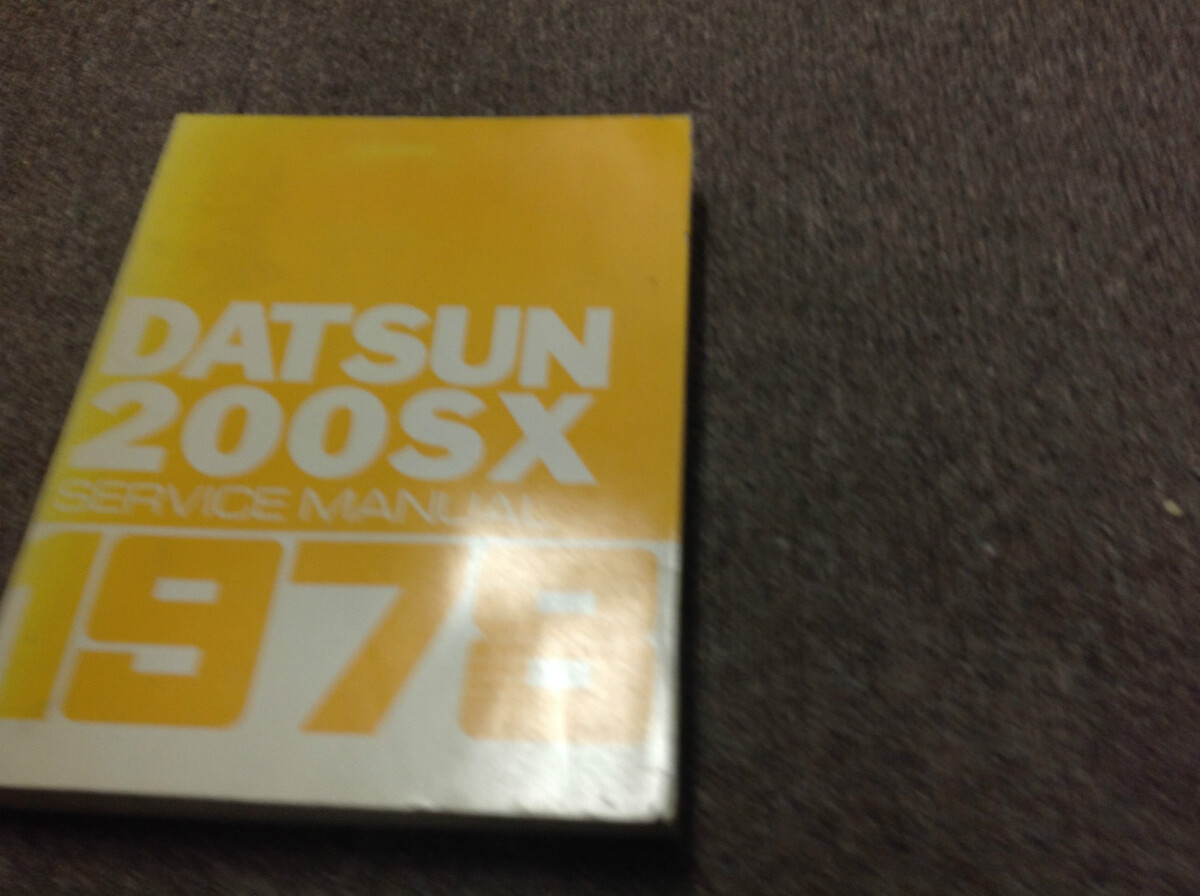 DATSUN
200SX
SERVICE MANUAL
1978